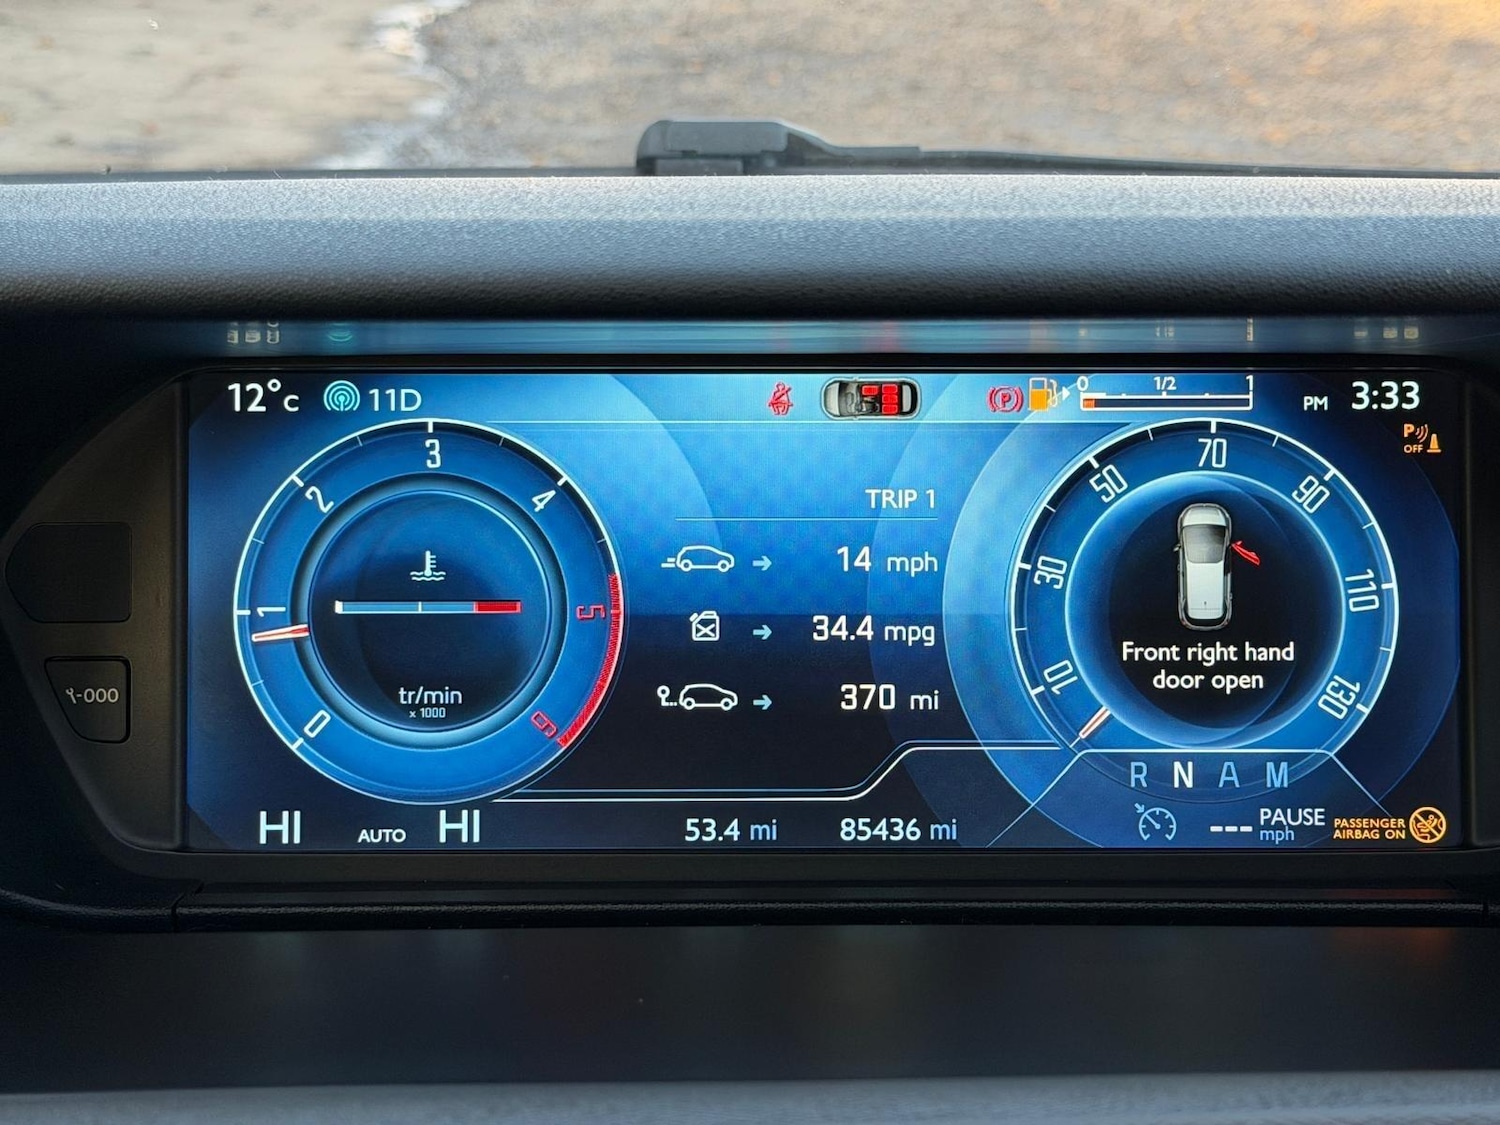 12°C 11D
0 1/2 1
PM 3:33
P
OFF
0 1 2 3 4 5 6
tr/min
x 1000
TRIP 1
14 mph
34.4 mpg
370 mi
10 30 50 70 90 110 130
Front right hand
door open
R N A M
-000
HI AUTO HI
53.4 mi 85436 mi
--- PAUSE
mph
PASSENGER
AIRBAG ON
P